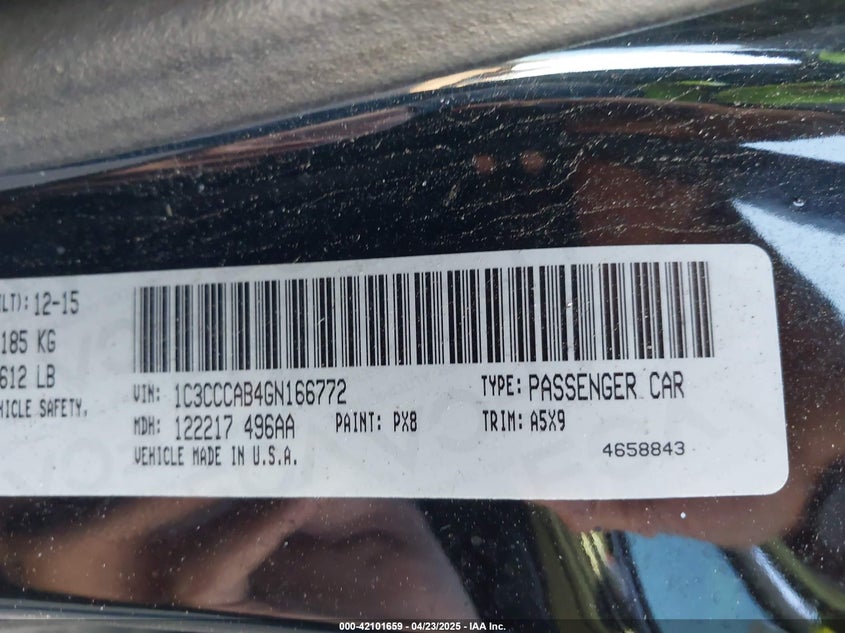 LT): 12-15
185 KG
612 LB
HICLE SAFETY,
VIN: 1C3CCCAB4GN166772 TYPE: PASSENGER CAR
MDH: 122217 496AA PAINT: PX8 TRIM: A5X9
VEHICLE MADE IN U.S.A. 4658843
000-42101659 - 04/23/2025 - IAA Inc.